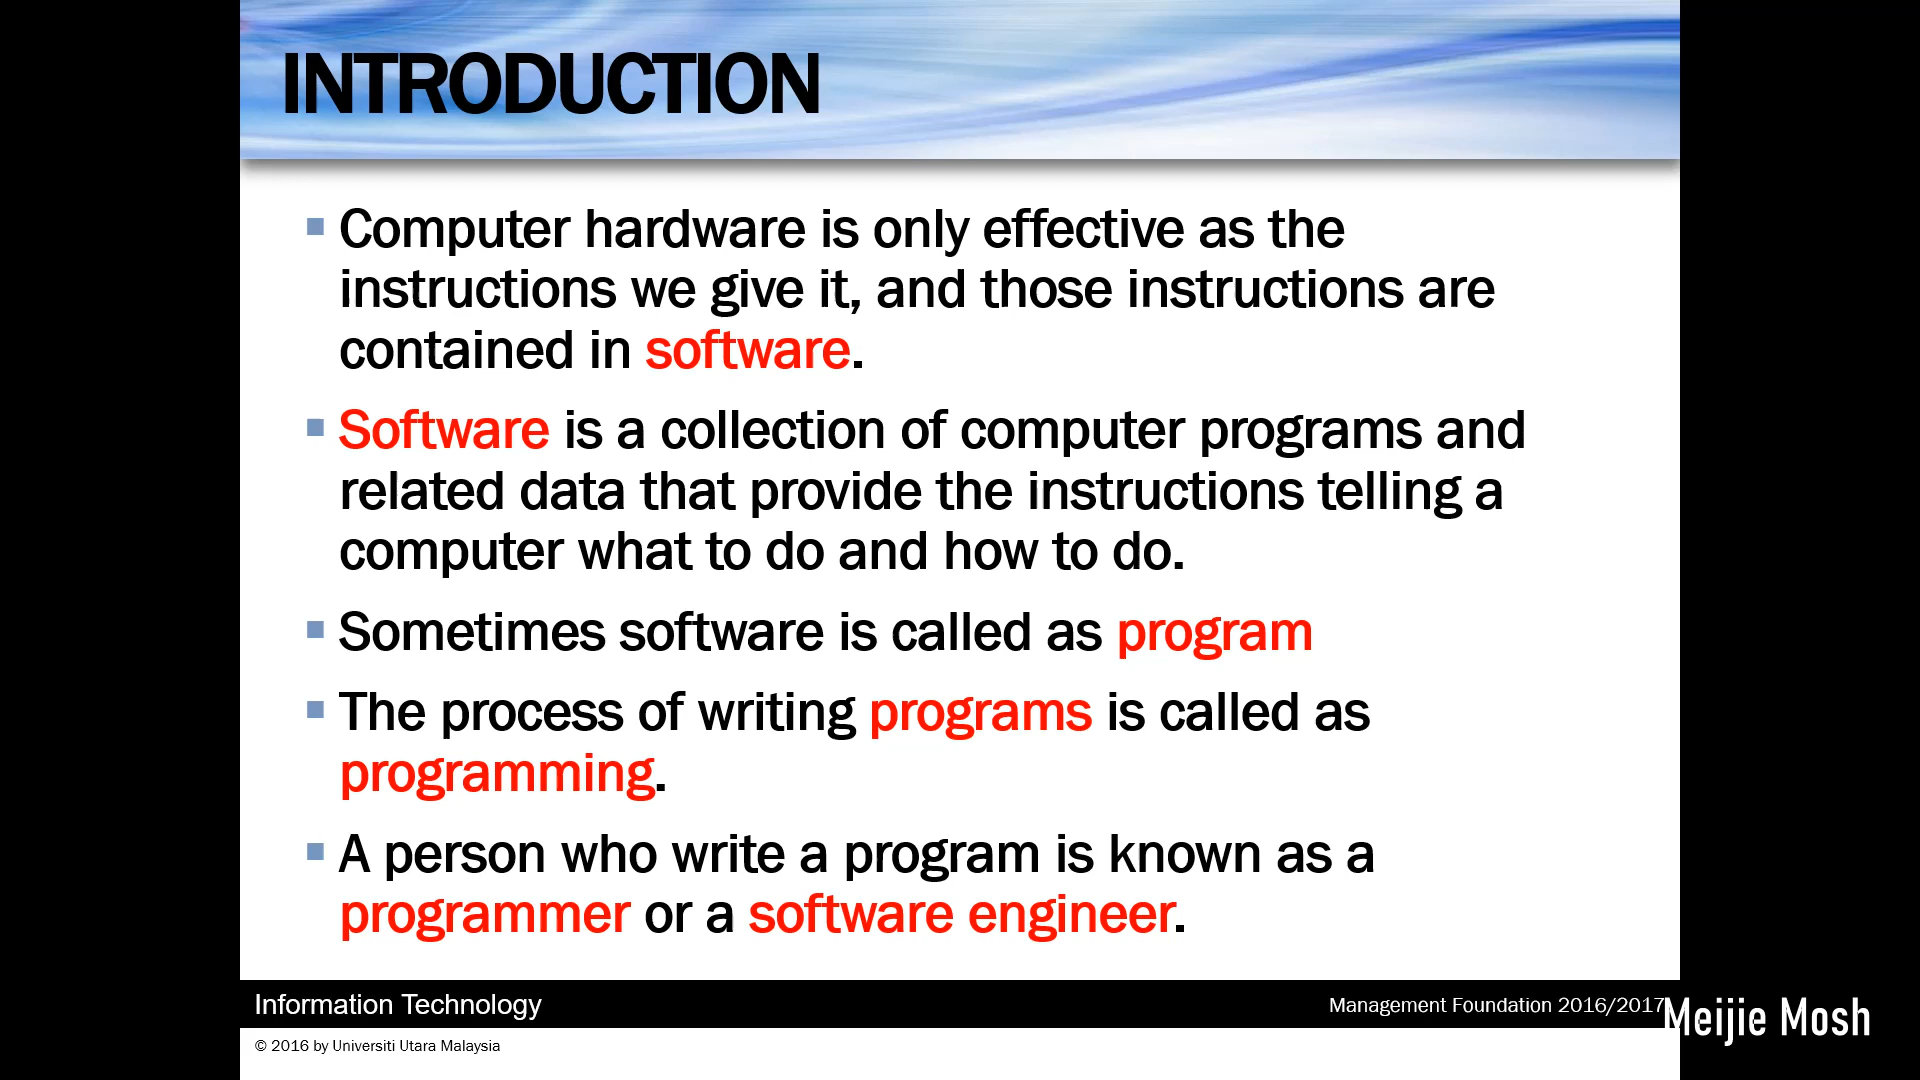 INTRODUCTION
Computer hardware is only effective as the
instructions we give it, and those instructions are
contained in software.
Software is a collection of computer programs and
related data that provide the instructions telling a
computer what to do and how to do.
Sometimes software is called as program
The process of writing programs is called as
programming.
A person who write a program is known as a
programmer or a software engineer.
Information Technology
Management Foundation 2016/2017
Meijie Mosh
© 2016 by Universiti Utara Malaysia